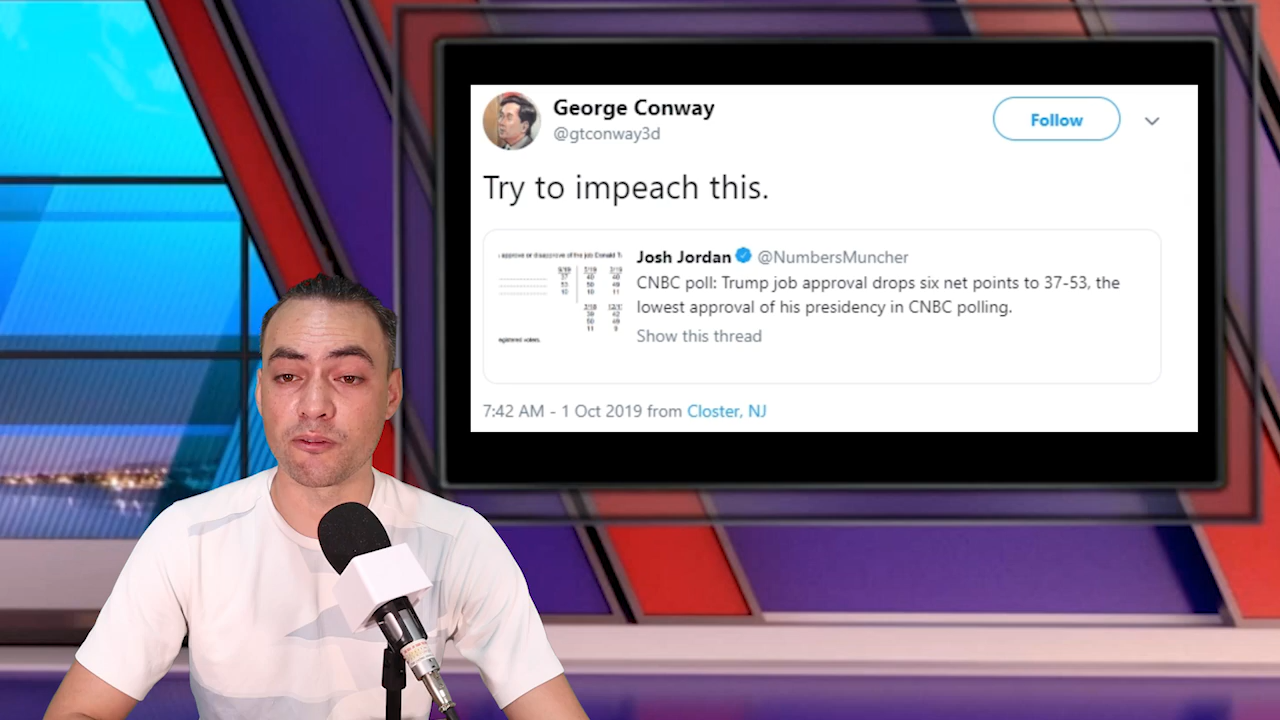 George Conway
@gtconway3d
Follow
Try to impeach this.
Josh Jordan @NumbersMuncher
CNBC poll: Trump job approval drops six net points to 37-53, the
lowest approval of his presidency in CNBC polling.
Show this thread
7:42 AM - 1 Oct 2019 from Closter, NJ